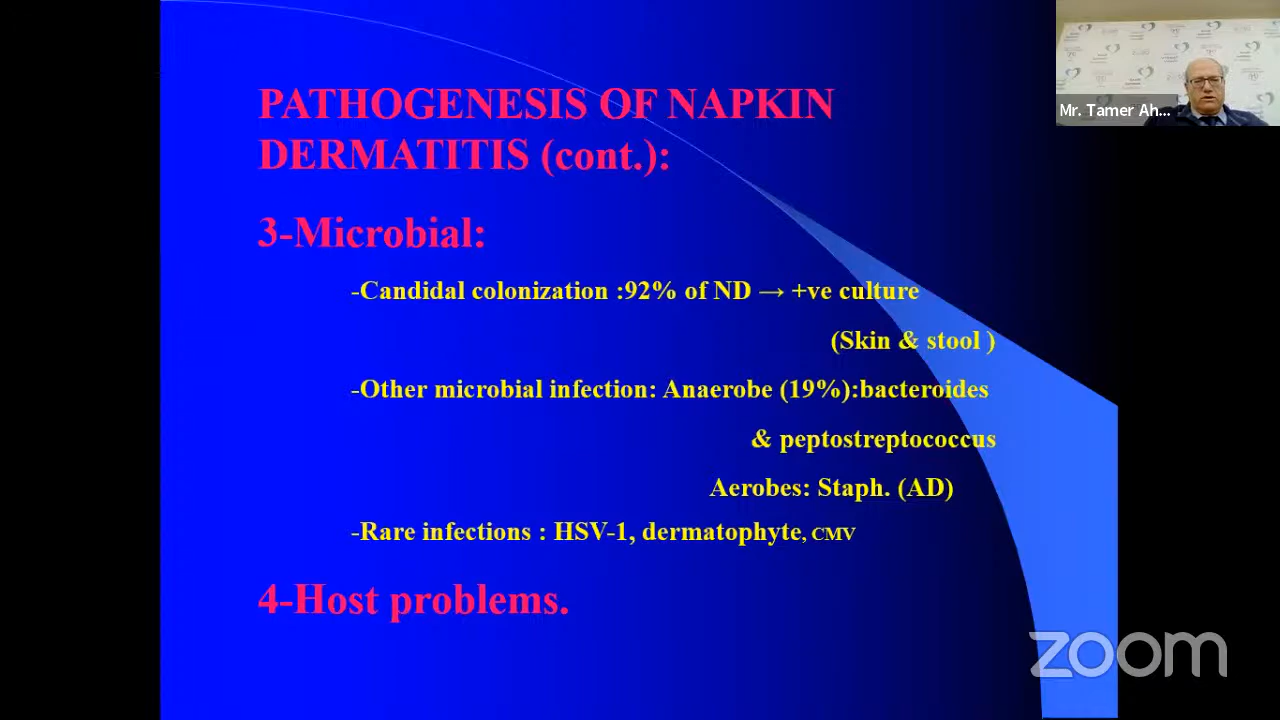 PATHOGENESIS OF NAPKIN
DERMATITIS (cont.):
3-Microbial:
-Candidal colonization :92% of ND → +ve culture
(Skin & stool )
-Other microbial infection: Anaerobe (19%):bacteroides
& peptostreptococcus
Aerobes: Staph. (AD)
-Rare infections : HSV-1, dermatophyte, CMV
4-Host problems.
Mr. Tamer Ah...
zoom